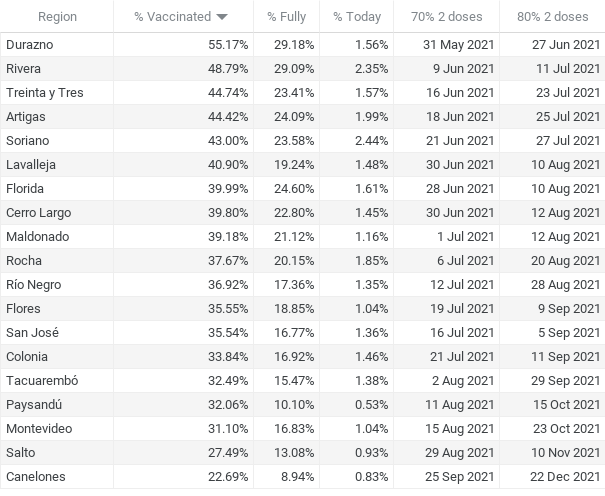 Region % Vaccinated % Fully % Today 70% 2 doses 80% 2 doses
Durazno 55.17% 29.18% 1.56% 31 May 2021 27 Jun 2021
Rivera 48.79% 29.09% 2.35% 9 Jun 2021 11 Jul 2021
Treinta y Tres 44.74% 23.41% 1.57% 16 Jun 2021 23 Jul 2021
Artigas 44.42% 24.09% 1.99% 18 Jun 2021 25 Jul 2021
Soriano 43.00% 23.58% 2.44% 21 Jun 2021 27 Jul 2021
Lavalleja 40.90% 19.24% 1.48% 30 Jun 2021 10 Aug 2021
Florida 39.99% 24.60% 1.61% 28 Jun 2021 10 Aug 2021
Cerro Largo 39.80% 22.80% 1.45% 30 Jun 2021 12 Aug 2021
Maldonado 39.18% 21.12% 1.16% 1 Jul 2021 12 Aug 2021
Rocha 37.67% 20.15% 1.85% 6 Jul 2021 20 Aug 2021
Río Negro 36.92% 17.36% 1.35% 12 Jul 2021 28 Aug 2021
Flores 35.55% 18.85% 1.04% 19 Jul 2021 9 Sep 2021
San José 35.54% 16.77% 1.36% 16 Jul 2021 5 Sep 2021
Colonia 33.84% 16.92% 1.46% 21 Jul 2021 11 Sep 2021
Tacuarembó 32.49% 15.47% 1.38% 2 Aug 2021 29 Sep 2021
Paysandú 32.06% 10.10% 0.53% 11 Aug 2021 15 Oct 2021
Montevideo 31.10% 16.83% 1.04% 15 Aug 2021 23 Oct 2021
Salto 27.49% 13.08% 0.93% 29 Aug 2021 10 Nov 2021
Canelones 22.69% 8.94% 0.83% 25 Sep 2021 22 Dec 2021